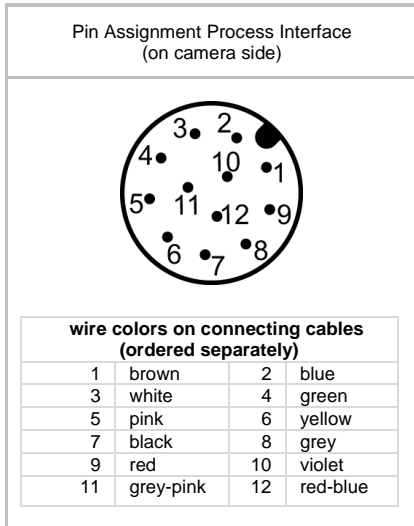 Pin Assignment Process Interface
(on camera side)
3 2
4 10 1
5 11 12 9
6 7 8
wire colors on connecting cables
(ordered separately)
1 brown 2 blue
3 white 4 green
5 pink 6 yellow
7 black 8 grey
9 red 10 violet
11 grey-pink 12 red-blue